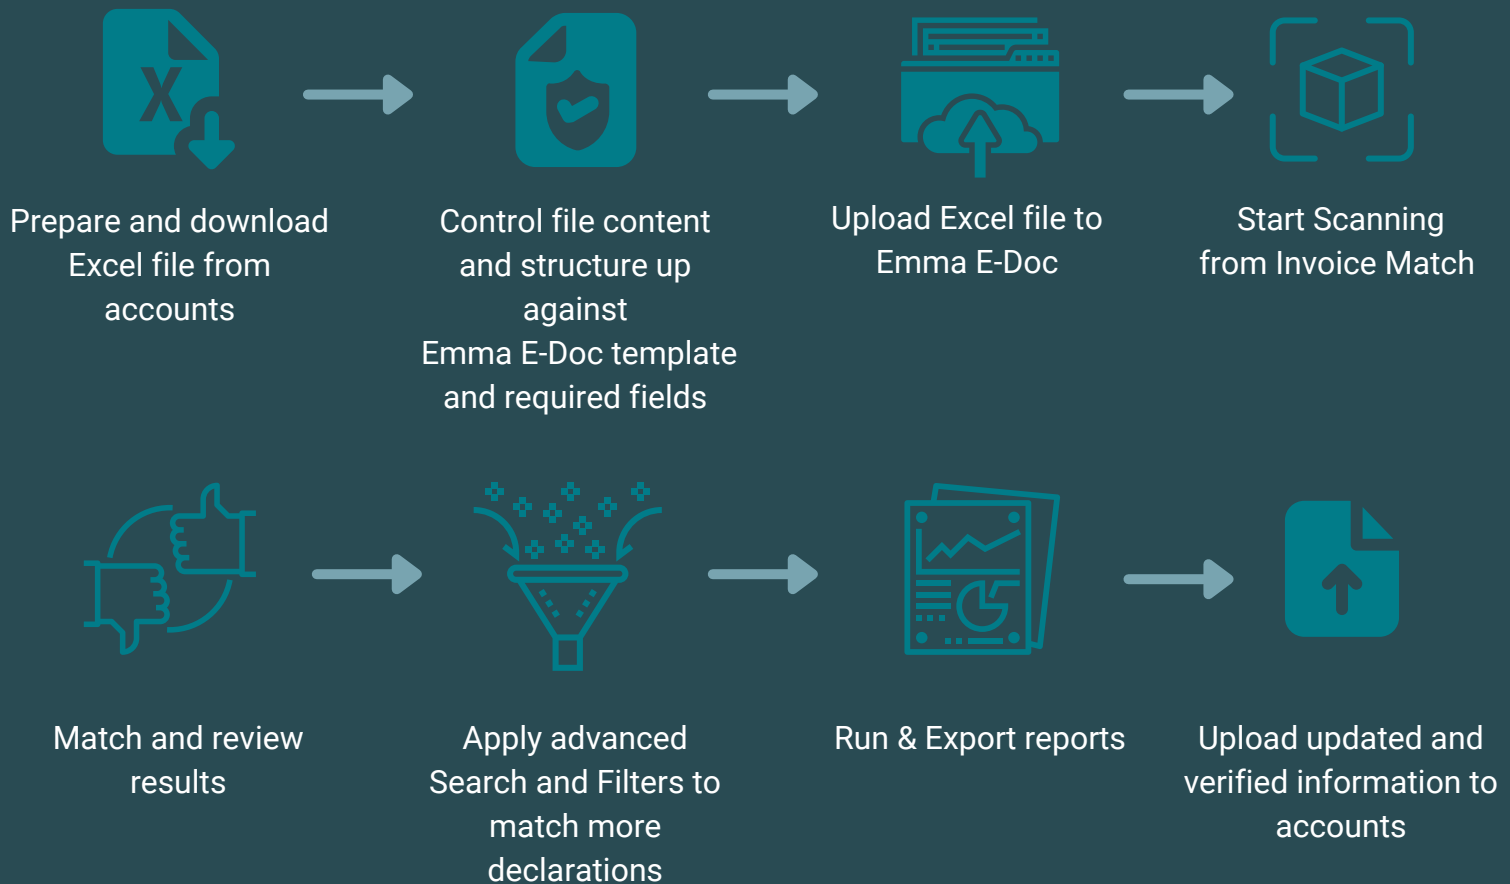 X
Prepare and download
Excel file from
accounts
Control file content
and structure up
against
Emma E-Doc template
and required fields
Upload Excel file to
Emma E-Doc
Start Scanning
from Invoice Match
Match and review
results
Apply advanced
Search and Filters to
match more
declarations
Run & Export reports
Upload updated and
verified information to
accounts